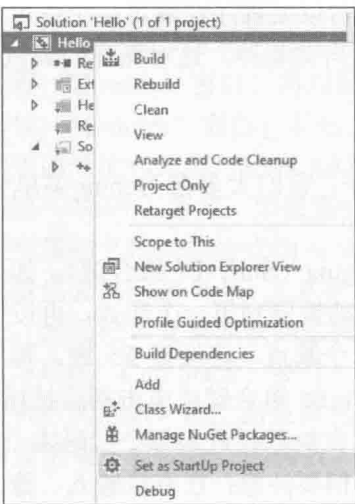 Solution 'Hello' (1 of 1 project)
Hello
Re
Ext
He
Re
So
Build
Rebuild
Clean
View
Analyze and Code Cleanup
Project Only
Retarget Projects
Scope to This
New Solution Explorer View
Show on Code Map
Profile Guided Optimization
Build Dependencies
Add
Class Wizard...
Manage NuGet Packages...
Set as StartUp Project
Debug